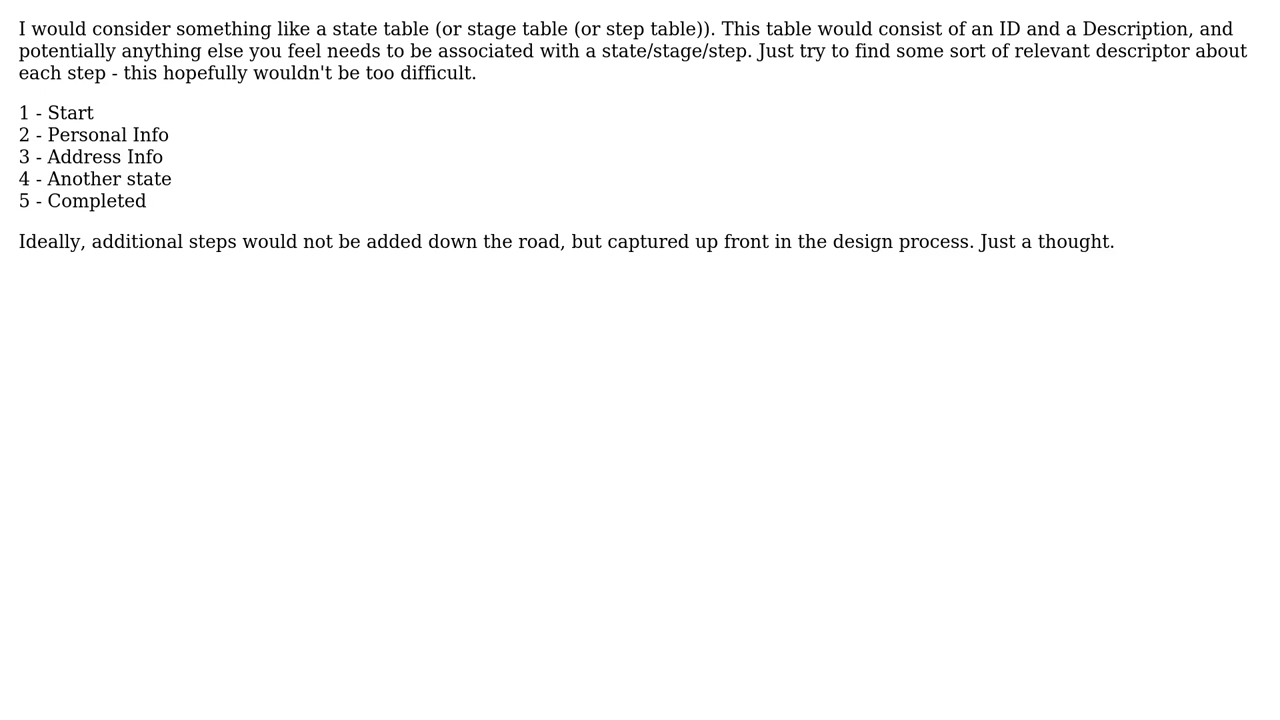 I would consider something like a state table (or stage table (or step table)). This table would consist of an ID and a Description, and
potentially anything else you feel needs to be associated with a state/stage/step. Just try to find some sort of relevant descriptor about
each step - this hopefully wouldn't be too difficult.
1 - Start
2 - Personal Info
3 - Address Info
4 - Another state
5 - Completed
Ideally, additional steps would not be added down the road, but captured up front in the design process. Just a thought.